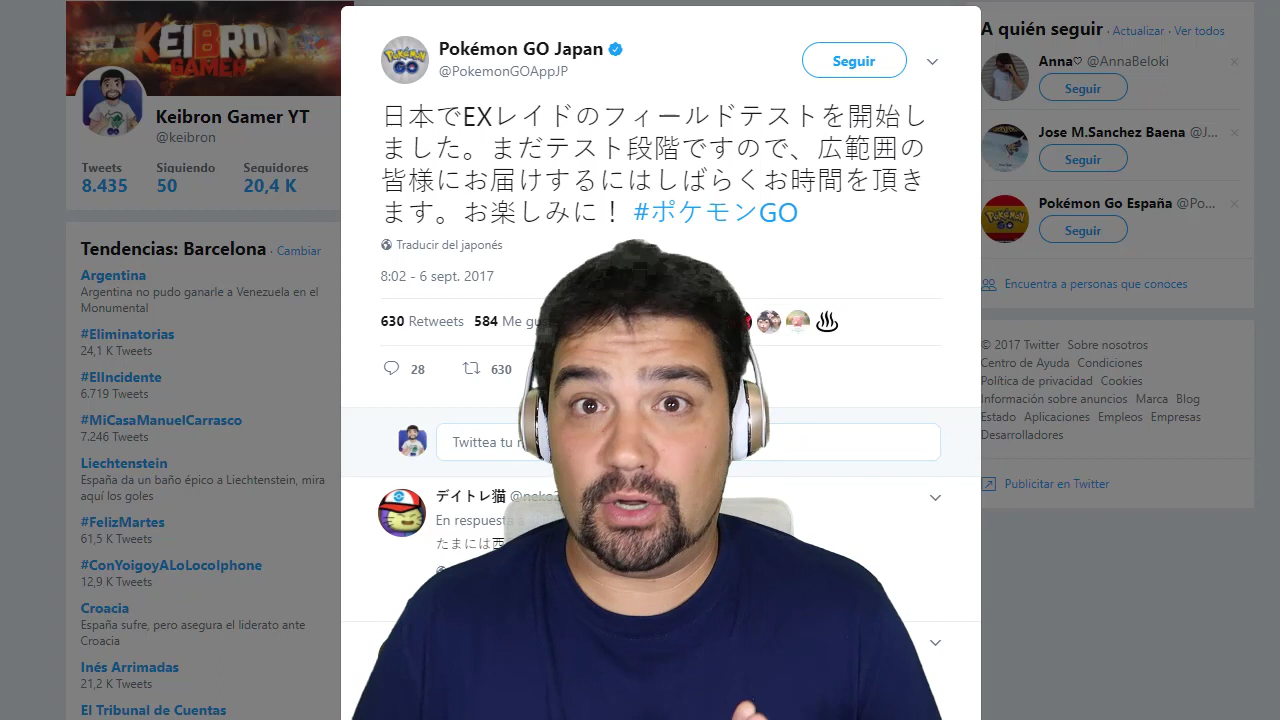 KEIBRON
GAMER
Keibron Gamer YT
@keibron
Tweets Siguiendo Seguidores
8.435 50 20,4 K
Tendencias: Barcelona · Cambiar
Argentina
Argentina no pudo ganarle a Venezuela en el
Monumental
#Eliminatorias
24,1 K Tweets
#ElIncidente
6.719 Tweets
#MiCasaManuelCarrasco
7.246 Tweets
Liechtenstein
España da un baño épico a Liechtenstein, mira
aquí los goles
#FelizMartes
61,5 K Tweets
#ConYoigoyALoLocoIphone
12,9 K Tweets
Croacia
España sufre, pero asegura el liderato ante
Croacia
Inés Arrimadas
21,2 K Tweets
El Tribunal de Cuentas
Pokémon GO
Pokémon GO Japan
@PokemonGOAppJP
Seguir
日本でEXレイドのフィールドテストを開始し
ました。まだテスト段階ですので、広範囲の
皆様にお届けするにはしばらくお時間を頂き
ます。お楽しみに！ #ポケモンGO
Traducir del japonés
8:02 - 6 sept. 2017
630 Retweets 584 Me
28 630
Twittea tu
デイトレ猫
En respuesta
たまには西
A quién seguir · Actualizar · Ver todos
Anna♡ @AnnaBeloki
Seguir
Jose M.Sanchez Baena @J...
Seguir
Pokémon Go España @Po...
Seguir
Encuentra a personas que conoces
© 2017 Twitter Sobre nosotros
Centro de Ayuda Condiciones
Política de privacidad Cookies
Información sobre anuncios Marca Blog
Estado Aplicaciones Empleos Empresas
Desarrolladores
Publicitar en Twitter